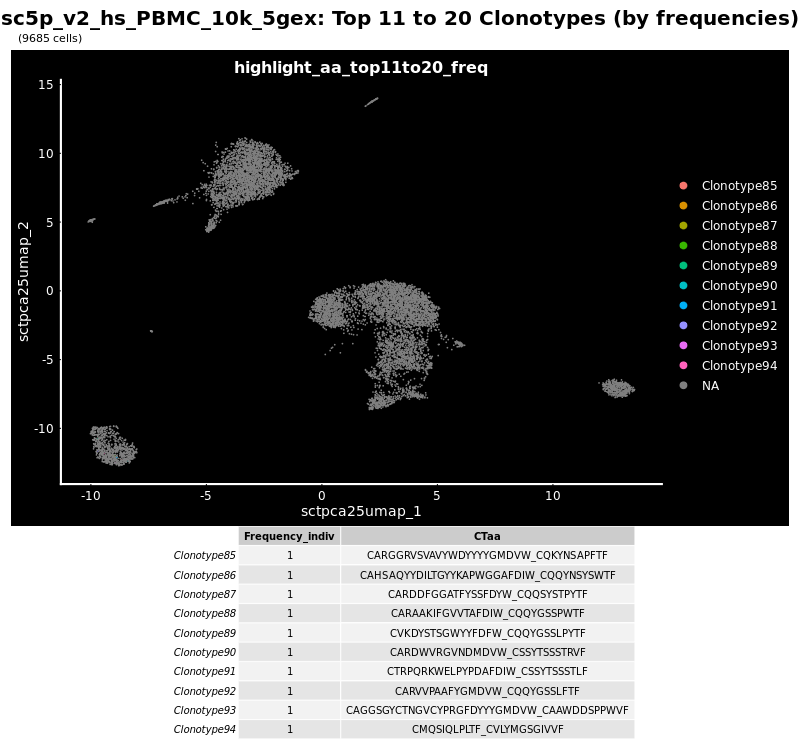 sc5p_v2_hs_PBMC_10k_5gex: Top 11 to 20 Clonotypes (by frequencies)
(9685 cells)
highlight_aa_top11to20_freq
15
10
5
0
-5
-10
sctpca25umap_2
-10 -5 0 5 10
sctpca25umap_1
Clonotype85
Clonotype86
Clonotype87
Clonotype88
Clonotype89
Clonotype90
Clonotype91
Clonotype92
Clonotype93
Clonotype94
NA
Frequency_indiv CTaa
Clonotype85 1 CARGGRVSVAVYWDYYYYGMDVW_CQKYNSAPFTF
Clonotype86 1 CAHSAQYYDILTGYYKAPWGGAFDIW_CQQYNSYSWTF
Clonotype87 1 CARDDFGGATFYSSFDYW_CQQSYSTPYTF
Clonotype88 1 CARAAKIFGVVTAFDIW_CQQYGSSPWTF
Clonotype89 1 CVKDYSTSGWYYFDFW_CQQYGSSLPYTF
Clonotype90 1 CARDWVRGVNDMDVW_CSSYTSSSTRVF
Clonotype91 1 CTRPQRKWELPYPDAFDIW_CSSYTSSSTLF
Clonotype92 1 CARVVPAAFYGMDVW_CQQYGSSLFTF
Clonotype93 1 CAGGSGYCTNGVCYPRGFDYYYGMDVW_CAAWDDSPPWVF
Clonotype94 1 CMQSIQLPLTF_CVLYMGSGIVVF